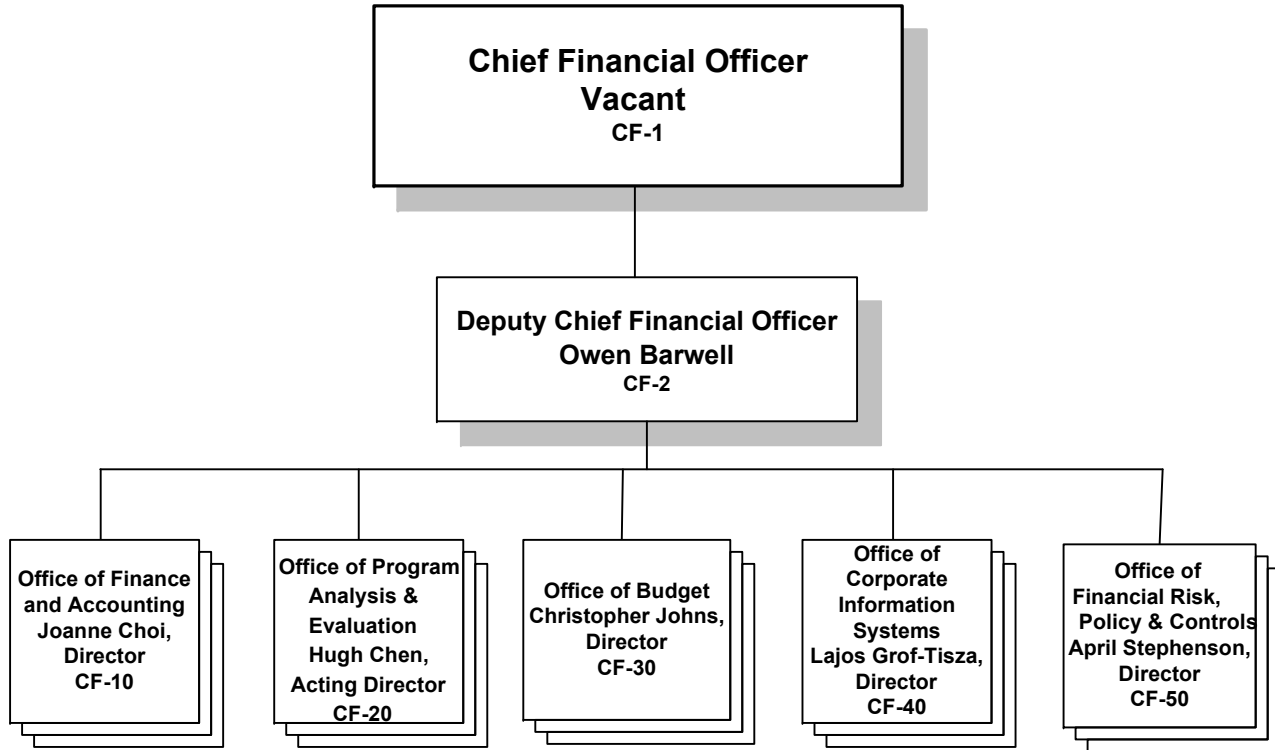 Chief Financial Officer
Vacant
CF-1
Deputy Chief Financial Officer
Owen Barwell
CF-2
Office of Finance
and Accounting
Joanne Choi,
Director
CF-10
Office of Program
Analysis &
Evaluation
Hugh Chen,
Acting Director
CF-20
Office of Budget
Christopher Johns,
Director
CF-30
Office of
Corporate
Information
Systems
Lajos Grof-Tisza,
Director
CF-40
Office of
Financial Risk,
Policy & Controls
April Stephenson,
Director
CF-50